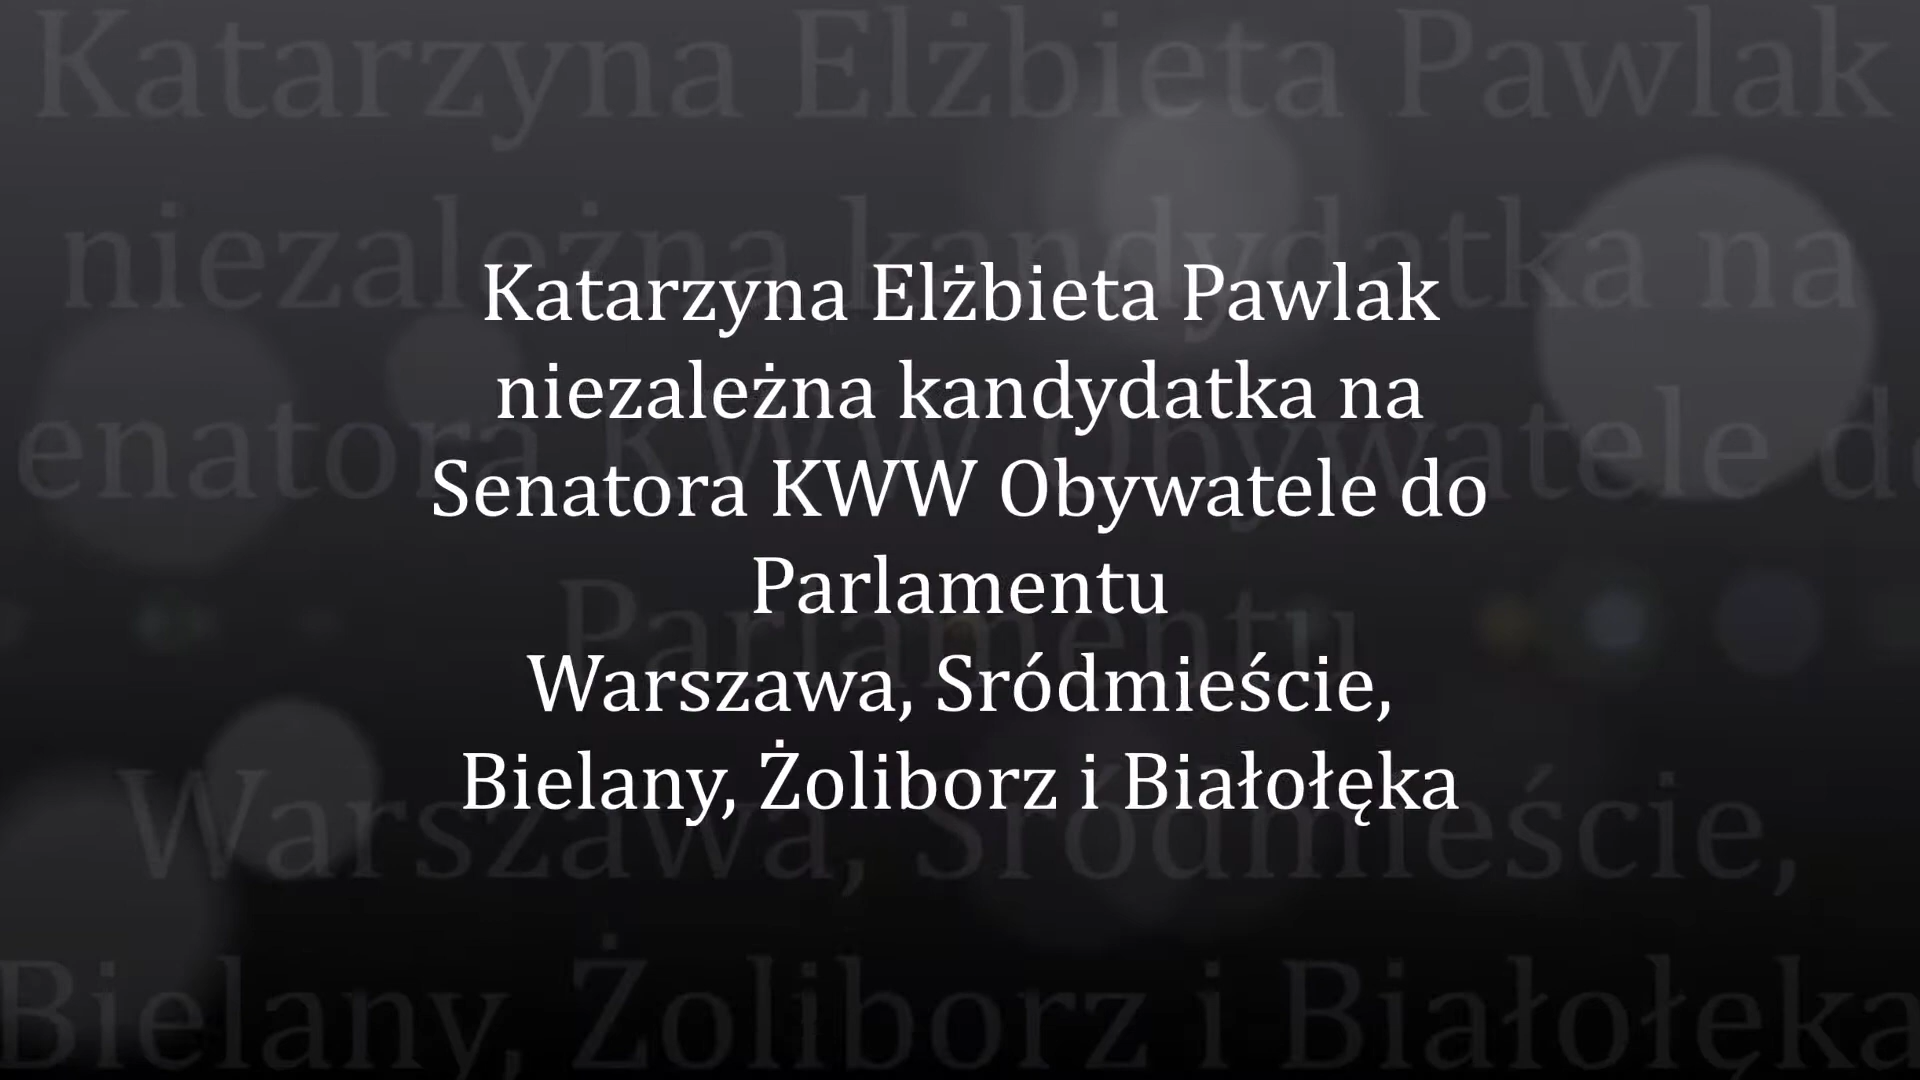 Katarzyna Elżbieta Pawlak
niezależna kandydatka na
Senatora KWW Obywatele do
Parlamentu
Warszawa, Sródmieście,
Bielany, Żoliborz i Białołęka